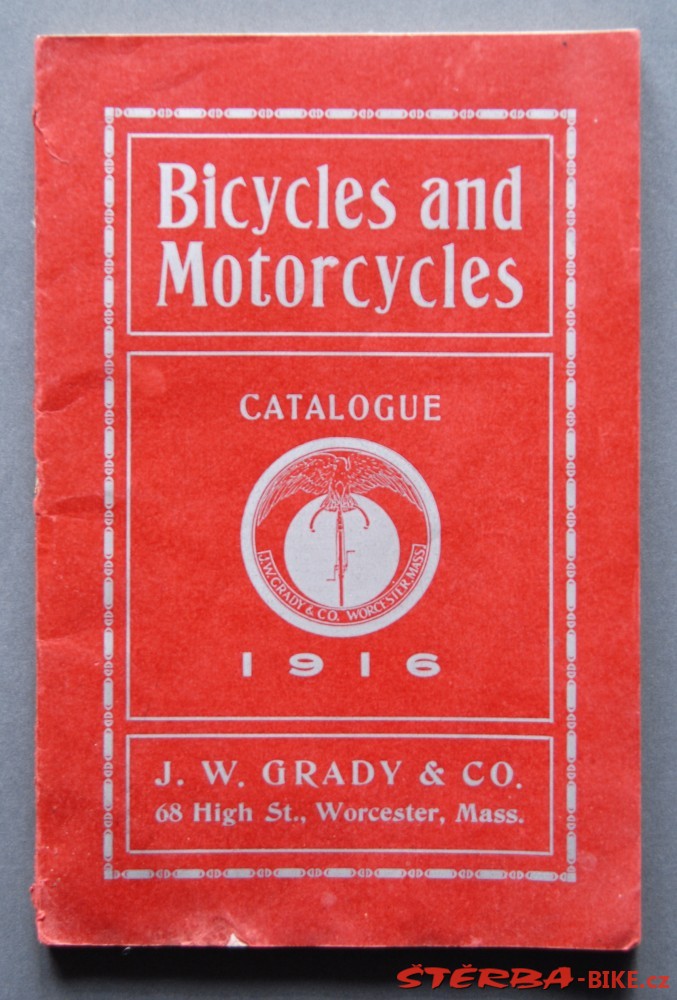 Bicycles and
Motorcycles
CATALOGUE
J. W. GRADY & CO. WORCESTER, MASS.
1916
J. W. GRADY & CO.
68 High St., Worcester, Mass.
ŠTĚRBA-BIKE.cz